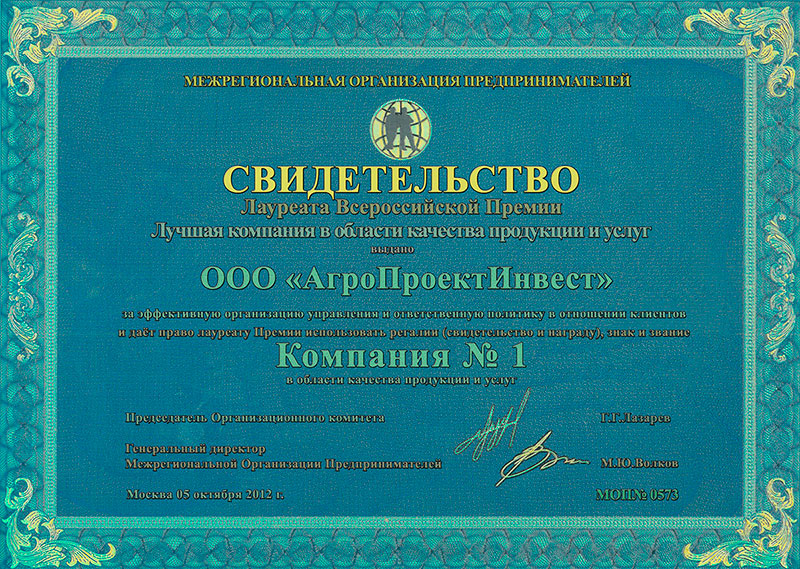 МЕЖРЕГИОНАЛЬНАЯ ОРГАНИЗАЦИЯ ПРЕДПРИНИМАТЕЛЕЙ
СВИДЕТЕЛЬСТВО
Лауреата Всероссийской Премии
Лучшая компания в области качества продукции и услуг
выдано
ООО «АгроПроектИнвест»
за эффективную организацию управления и ответственную политику в отношении клиентов
и даёт право лауреату Премии использовать регалии (свидетельство и награду), знак и звание
Компания № 1
в области качества продукции и услуг
Председатель Организационного комитета Г.Г.Лазарев
Генеральный директор
Межрегиональной Организации Предпринимателей М.Ю.Волков
Москва 05 октября 2012 г. МОЦ№ 0573